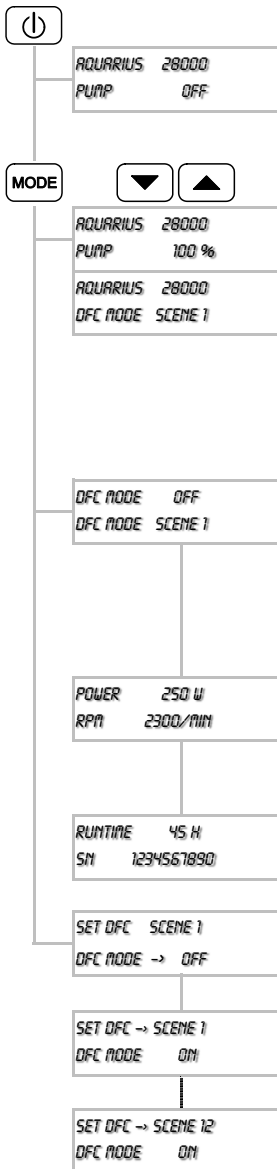 AQUARIUS 28000
PUMP OFF
MODE
AQUARIUS 28000
PUMP 100 %
AQUARIUS 28000
DFC MODE SCENE 1
DFC MODE OFF
DFC MODE SCENE 1
POWER 250 W
RPM 2300/MIN
RUNTIME 45 H
SN 1234567890
SET DFC SCENE 1
DFC MODE -> OFF
SET DFC -> SCENE 1
DFC MODE ON
SET DFC -> SCENE 12
DFC MODE ON